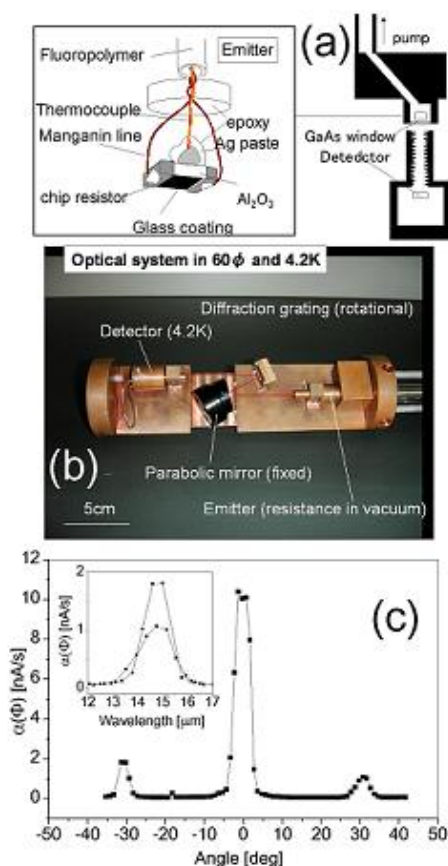 (a)
Fluoropolymer
Emitter
pump
Thermocouple
epoxy
Manganin line
Ag paste
GaAs window
Detedctor
chip resistor
Al₂O₃
Glass coating
Optical system in 60ϕ and 4.2K
Diffraction grating (rotational)
Detector (4.2K)
(b)
Parabolic mirror (fixed)
5cm
Emitter (resistance in vacuum)
(c)
α(Φ) [nA/s]
12
10
8
6
4
2
0
-50 -40 -30 -20 -10 0 10 20 30 40 50
Angle [deg]
α(Φ) [nA/s]
2
1
0
12 13 14 15 16 17
Wavelength [μm]